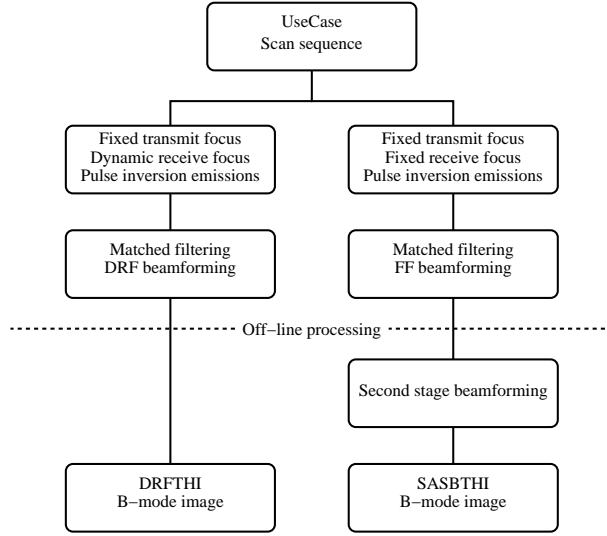 UseCase
Scan sequence
Fixed transmit focus
Dynamic receive focus
Pulse inversion emissions
Fixed transmit focus
Fixed receive focus
Pulse inversion emissions
Matched filtering
DRF beamforming
Matched filtering
FF beamforming
Off−line processing
Second stage beamforming
DRFTHI
B−mode image
SASBTHI
B−mode image